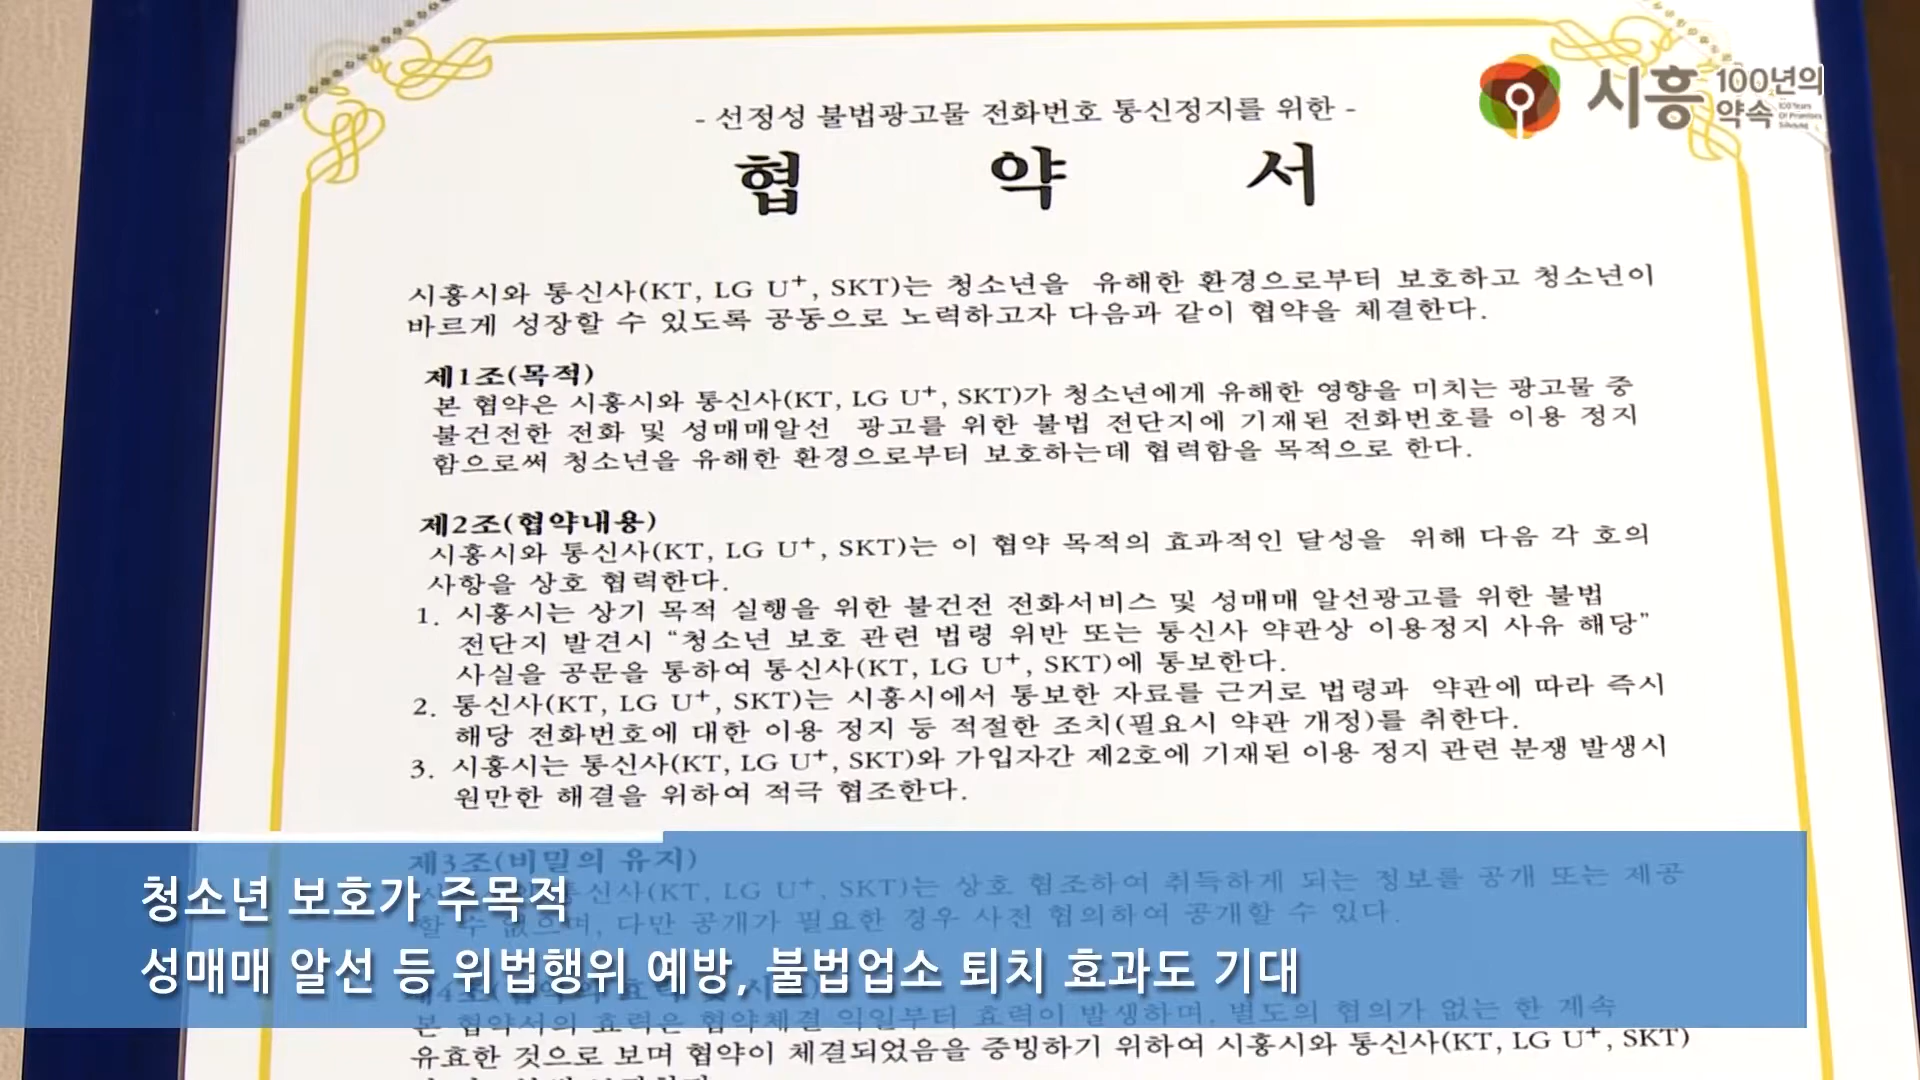 시흥 100년의 약속
100 Years
Of Promises
Siheung
- 선정성 불법광고물 전화번호 통신정지를 위한 -
협 약 서
시흥시와 통신사(KT, LG U+, SKT)는 청소년을 유해한 환경으로부터 보호하고 청소년이
바르게 성장할 수 있도록 공동으로 노력하고자 다음과 같이 협약을 체결한다.
제1조(목적)
본 협약은 시흥시와 통신사(KT, LG U+, SKT)가 청소년에게 유해한 영향을 미치는 광고물 중
불건전한 전화 및 성매매알선 광고를 위한 불법 전단지에 기재된 전화번호를 이용 정지
함으로써 청소년을 유해한 환경으로부터 보호하는데 협력함을 목적으로 한다.
제2조(협약내용)
시흥시와 통신사(KT, LG U+, SKT)는 이 협약 목적의 효과적인 달성을 위해 다음 각 호의
사항을 상호 협력한다.
1. 시흥시는 상기 목적 실행을 위한 불건전 전화서비스 및 성매매 알선광고를 위한 불법
전단지 발견시 “청소년 보호 관련 법령 위반 또는 통신사 약관상 이용정지 사유 해당”
사실을 공문을 통하여 통신사(KT, LG U+, SKT)에 통보한다.
2. 통신사(KT, LG U+, SKT)는 시흥시에서 통보한 자료를 근거로 법령과 약관에 따라 즉시
해당 전화번호에 대한 이용 정지 등 적절한 조치(필요시 약관 개정)를 취한다.
3. 시흥시는 통신사(KT, LG U+, SKT)와 가입자간 제2호에 기재된 이용 정지 관련 분쟁 발생시
원만한 해결을 위하여 적극 협조한다.
제3조(비밀의 유지)
통신사(KT, LG U+, SKT)는 상호 협조하여 취득하게 되는 정보를 공개 또는 제공
할 수 없으며, 다만 공개가 필요한 경우 사전 협의하여 공개할 수 있다.
청소년 보호가 주목적
성매매 알선 등 위법행위 예방, 불법업소 퇴치 효과도 기대
본 협약서의 효력은 협약체결 익일부터 효력이 발생하며, 별도의 협의가 없는 한 계속
유효한 것으로 보며 협약이 체결되었음을 증빙하기 위하여 시흥시와 통신사(KT, LG U+, SKT)